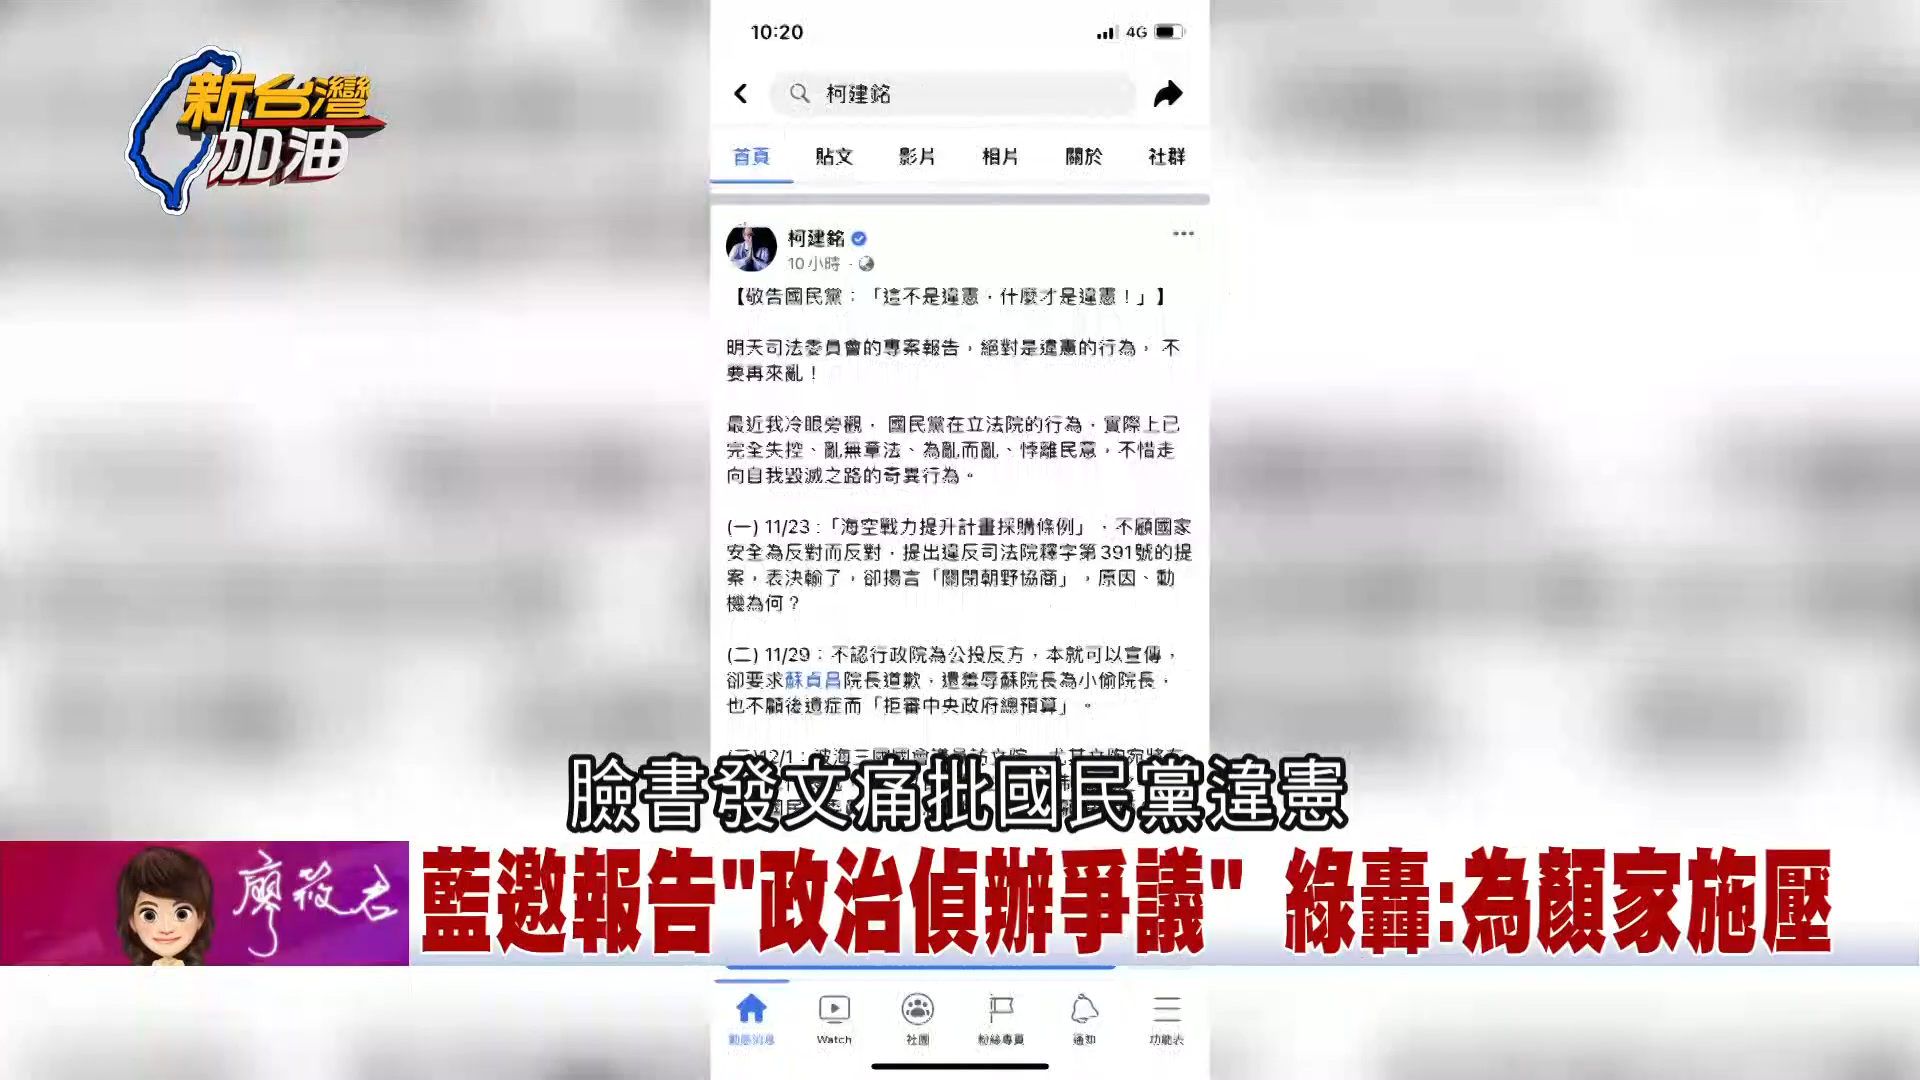 新台灣
加油
10:20
4G
柯建銘
首頁 貼文 影片 相片 關於 社群
柯建銘
10 小時
【敬告國民黨：「這不是違憲，什麼才是違憲！」】
明天司法委員會的專案報告，絕對是違憲的行為， 不
要再來亂！
最近我冷眼旁觀， 國民黨在立法院的行為，實際上已
完全失控、亂無章法、為亂而亂、悖離民意，不惜走
向自我毀滅之路的奇異行為。
(一) 11/23 :「海空戰力提升計畫採購條例」，不顧國家
安全為反對而反對，提出違反司法院釋字第391號的提
案，表決輸了，卻揚言「關閉朝野協商」，原因、動
機為何？
(二) 11/29： 不認行政院為公投反方，本就可以宣傳，
卻要求蘇貞昌院長道歉，還羞辱蘇院長為小偷院長，
也不顧後遺症而「拒審中央政府總預算」。
臉書發文痛批國民黨違憲
廖筱君
藍邀報告"政治偵辦爭議" 綠轟:為顏家施壓
動態消息 Watch 社團 粉絲專頁 通知 功能表